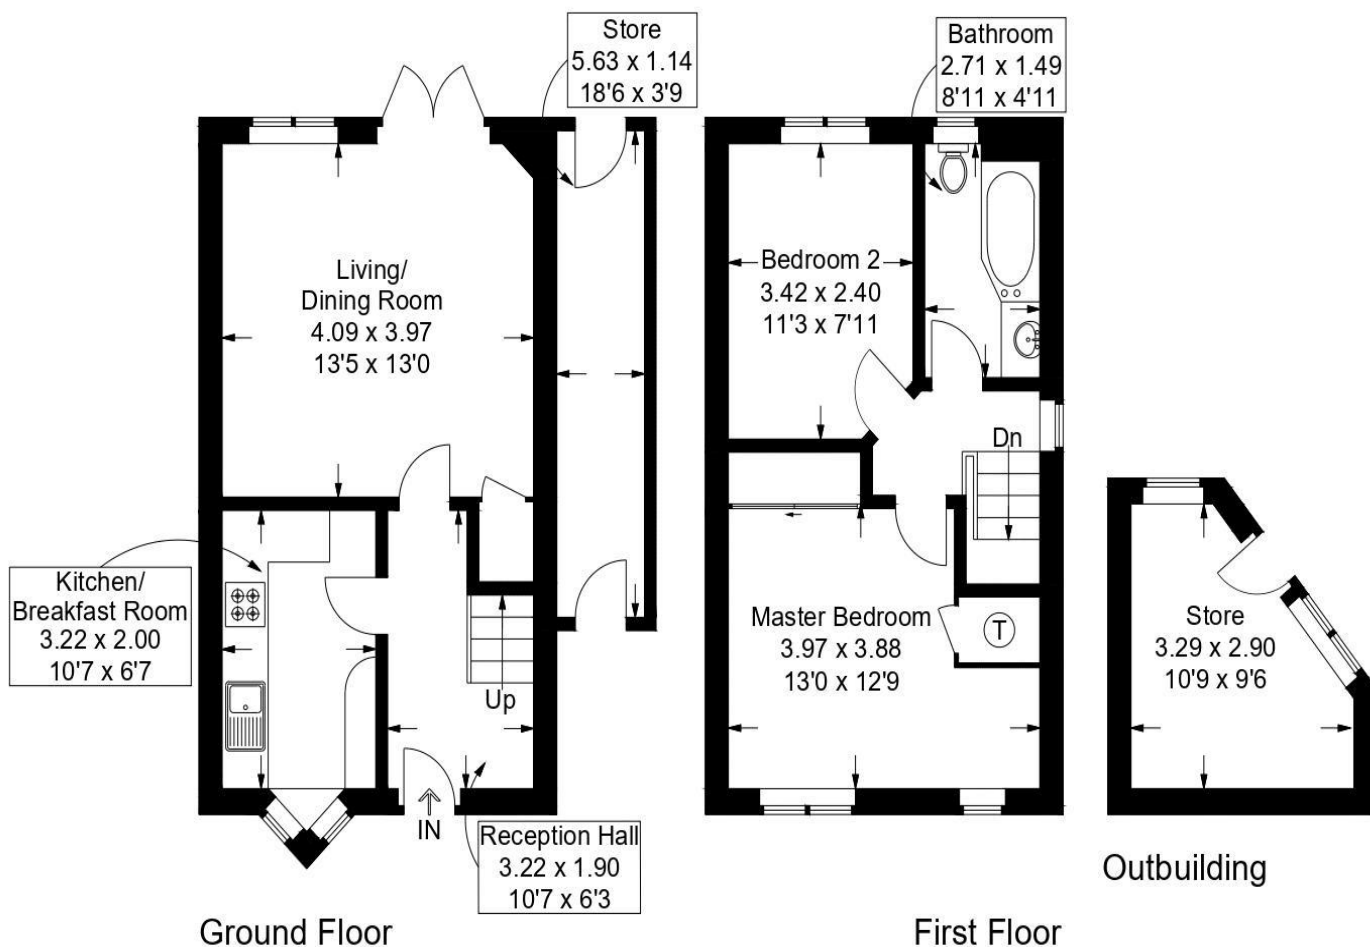 Store
5.63 x 1.14
18'6 x 3'9
Living/
Dining Room
4.09 x 3.97
13'5 x 13'0
Kitchen/
Breakfast Room
3.22 x 2.00
10'7 x 6'7
Up
IN
Reception Hall
3.22 x 1.90
10'7 x 6'3
Ground Floor
Bathroom
2.71 x 1.49
8'11 x 4'11
Bedroom 2
3.42 x 2.40
11'3 x 7'11
Dn
Master Bedroom
3.97 x 3.88
13'0 x 12'9
T
First Floor
Store
3.29 x 2.90
10'9 x 9'6
Outbuilding